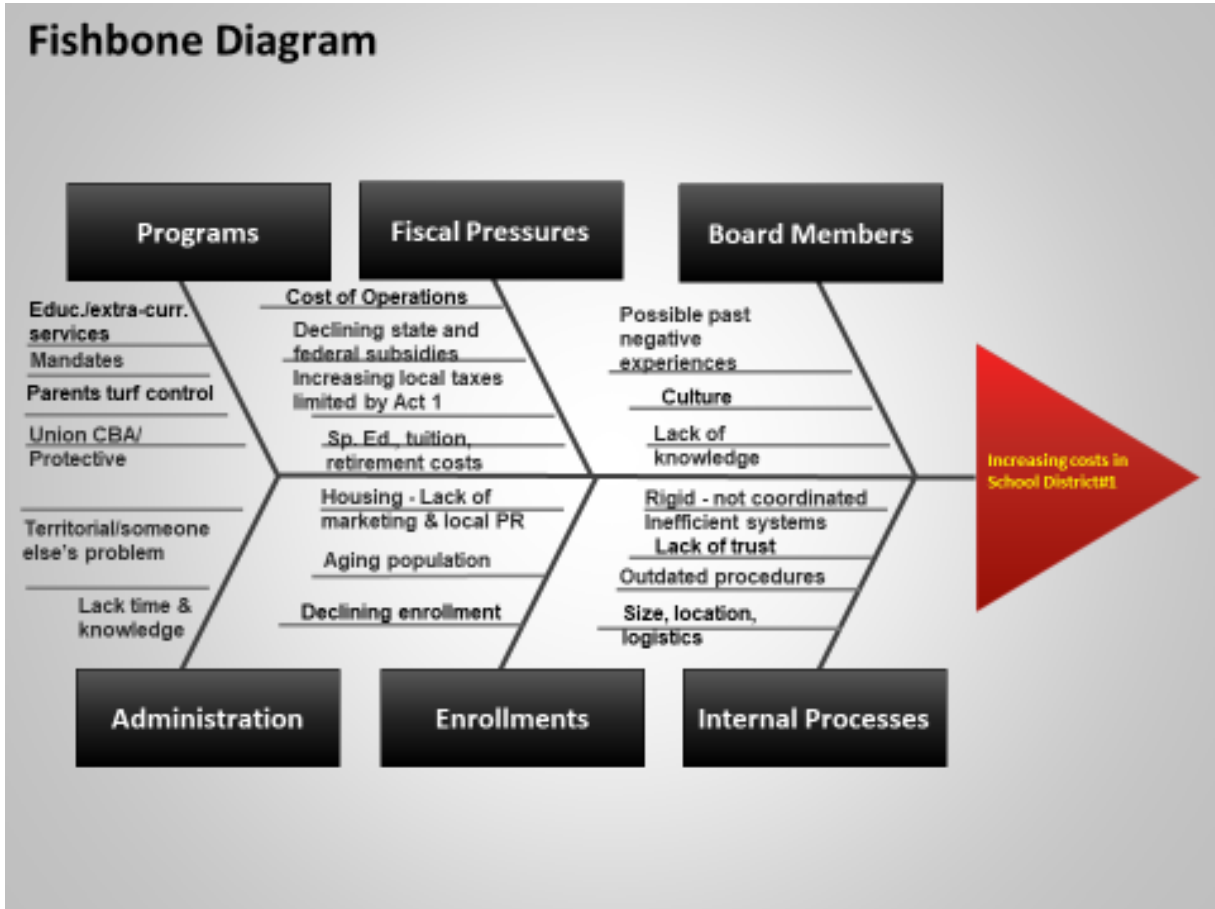 Fishbone Diagram
Programs
Fiscal Pressures
Board Members
Educ./extra-curr.
services
Mandates
Parents turf control
Union CBA/
Protective
Cost of Operations
Declining state and
federal subsidies
Increasing local taxes
limited by Act 1
Sp. Ed., tuition,
retirement costs
Possible past
negative
experiences
Culture
Lack of
knowledge
Increasing costs in
School District#1
Territorial/someone
else's problem
Lack time &
knowledge
Housing - Lack of
marketing & local PR
Aging population
Declining enrollment
Rigid - not coordinated
Inefficient systems
Lack of trust
Outdated procedures
Size, location,
logistics
Administration
Enrollments
Internal Processes